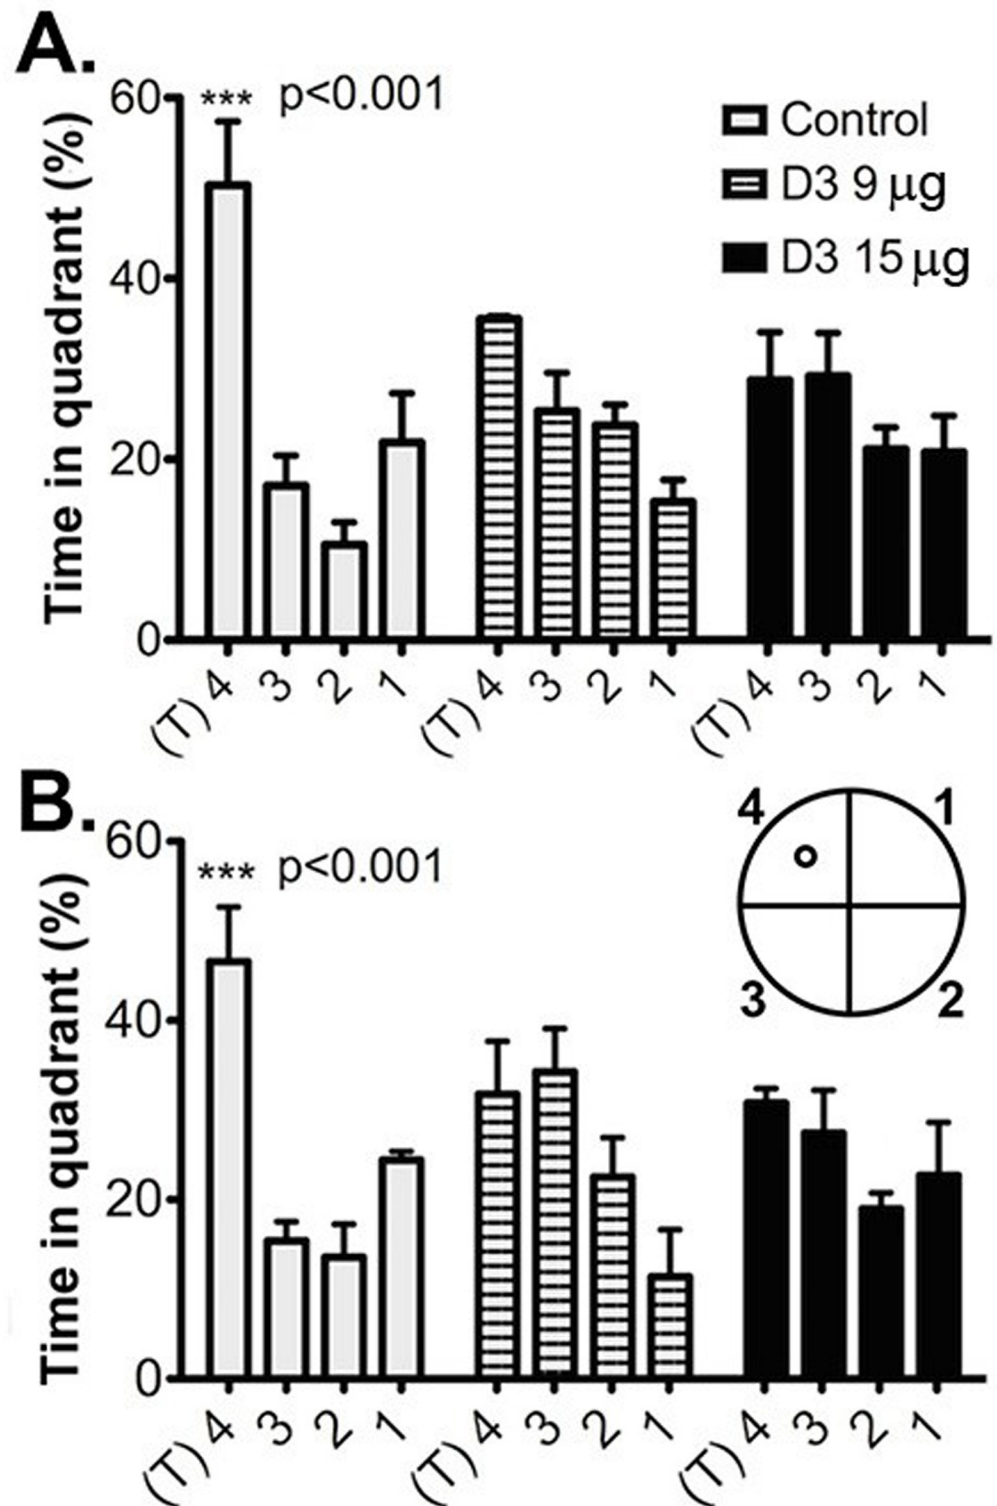 A.
Time in quadrant (%)
60
40
20
0
*** p<0.001
Control
D3 9 μg
D3 15 μg
(T) 4 3 2 1 (T) 4 3 2 1 (T) 4 3 2 1
B.
Time in quadrant (%)
60
40
20
0
*** p<0.001
4 1
3 2
(T) 4 3 2 1 (T) 4 3 2 1 (T) 4 3 2 1